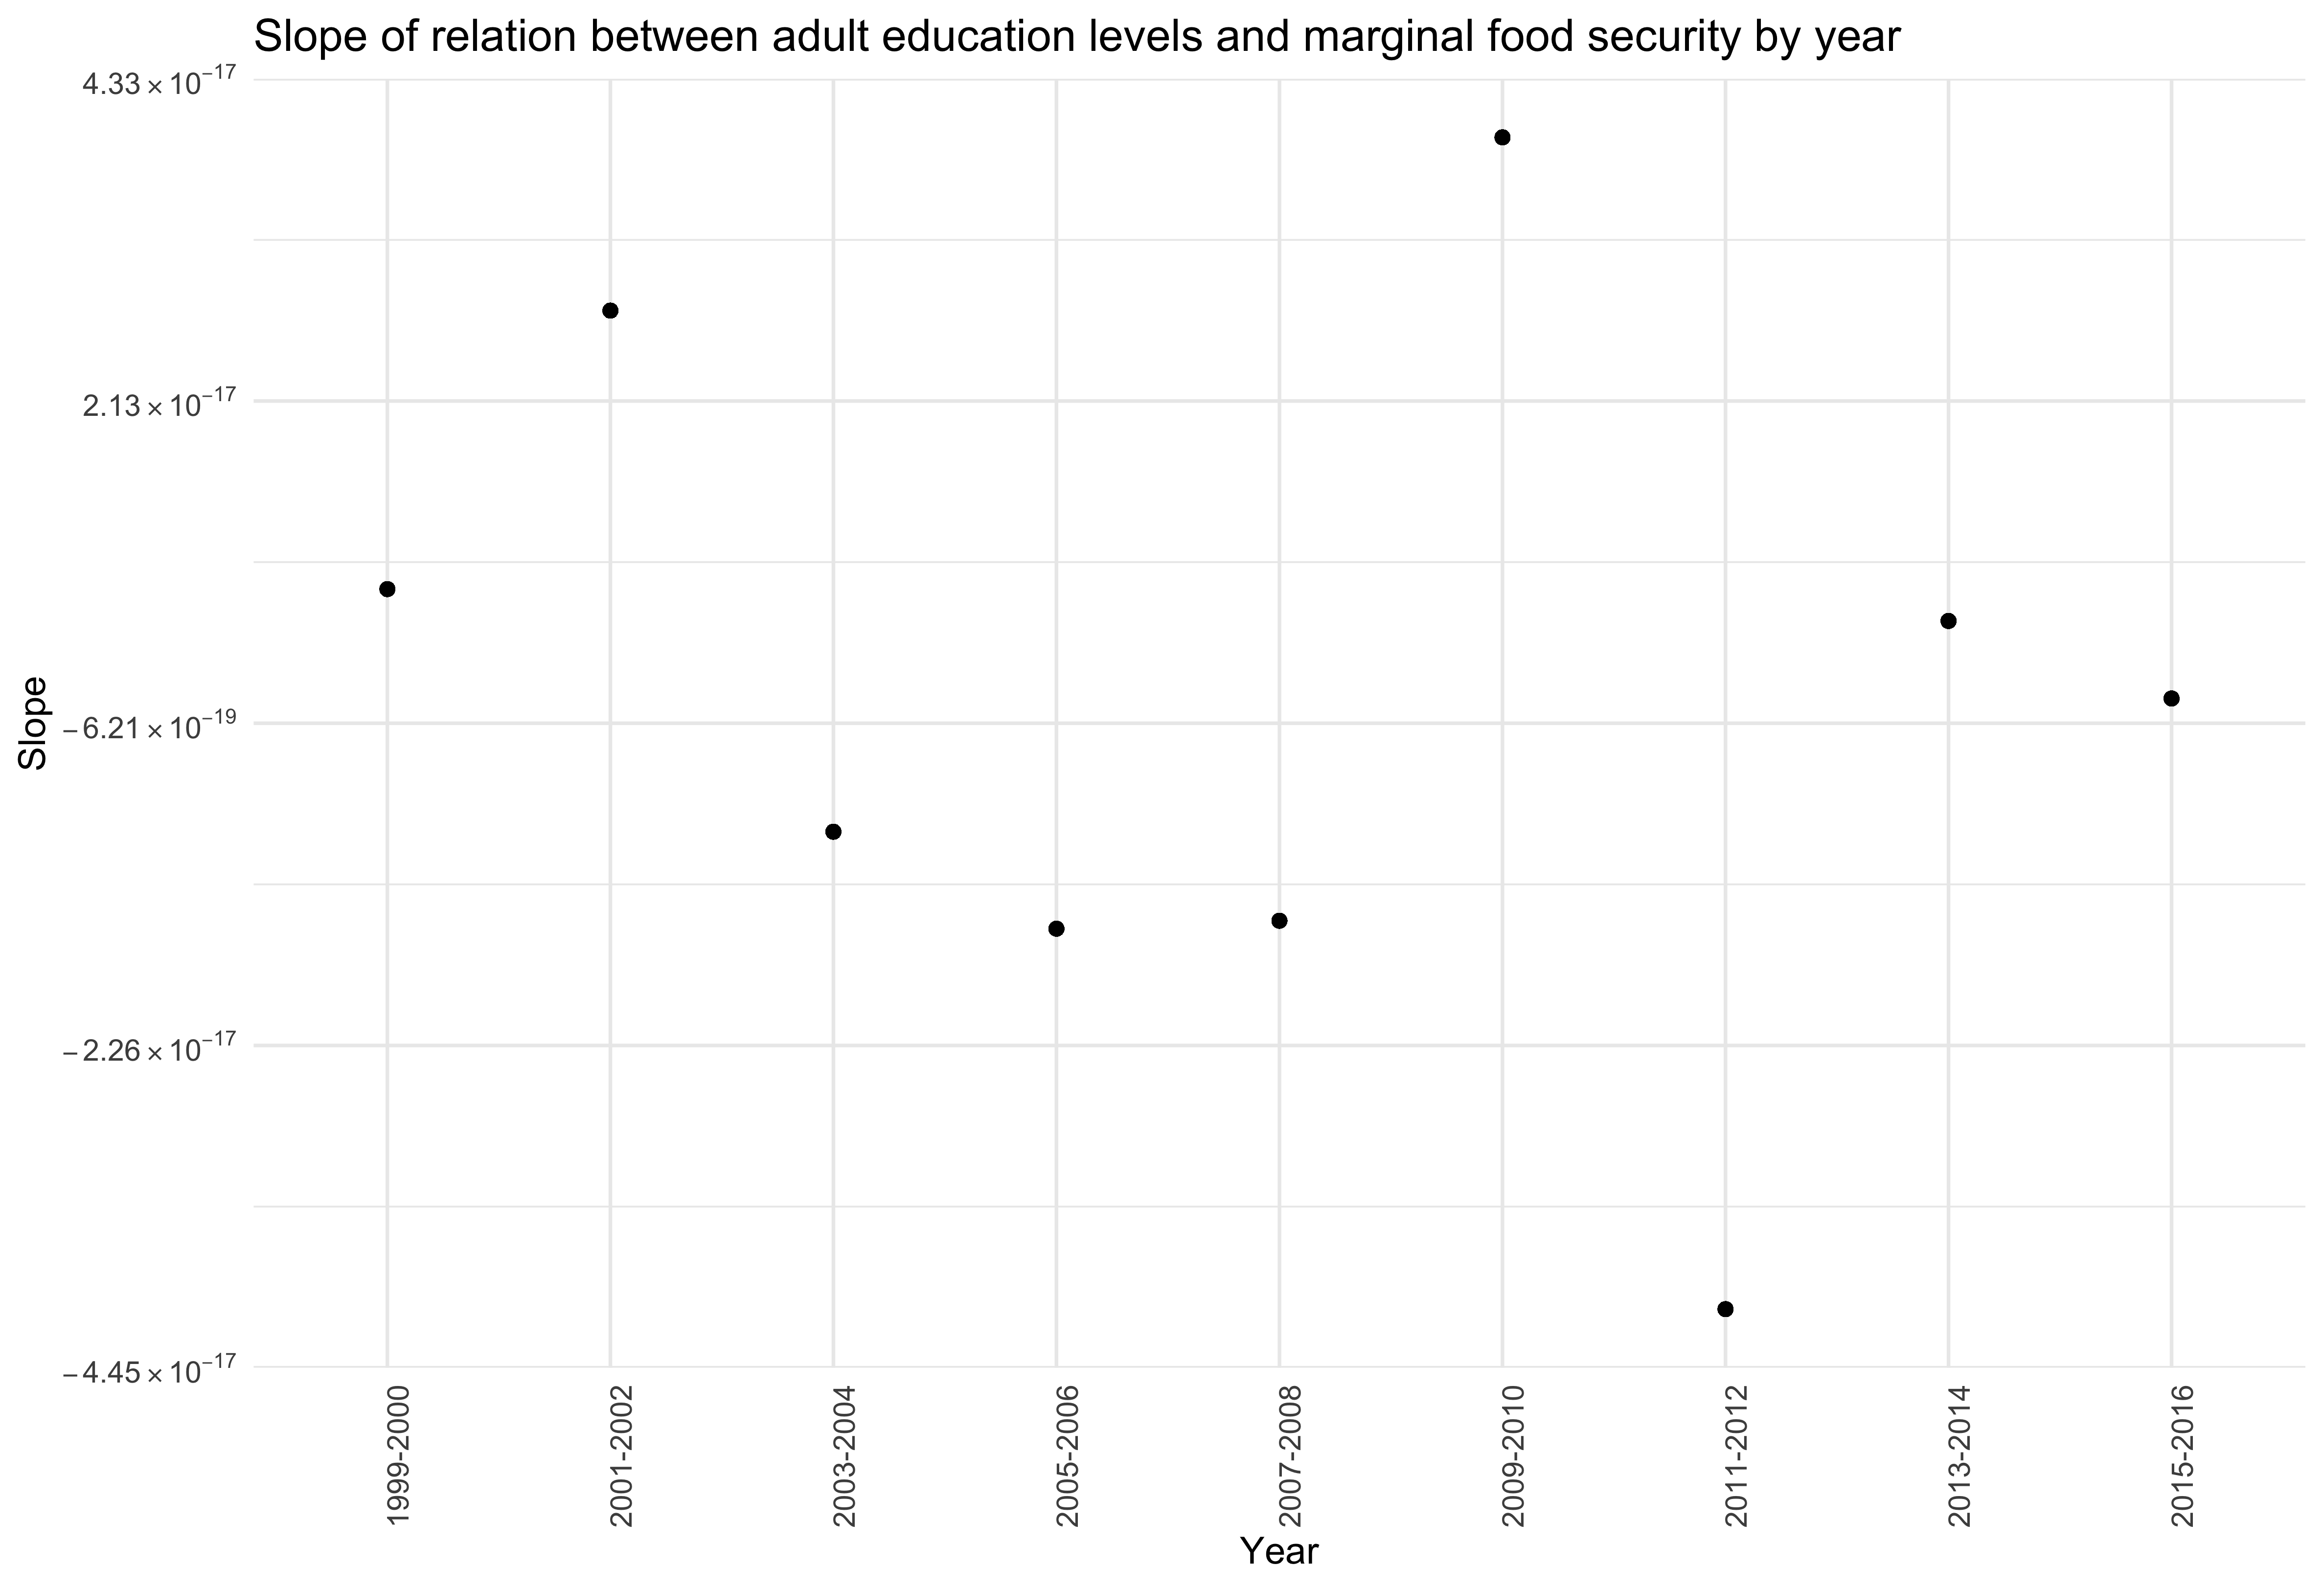 Slope of relation between adult education levels and marginal food security by year
4.33 × 10⁻¹⁷
2.13 × 10⁻¹⁷
−6.21 × 10⁻¹⁹
−2.26 × 10⁻¹⁷
−4.45 × 10⁻¹⁷
Slope
1999-2000
2001-2002
2003-2004
2005-2006
2007-2008
2009-2010
2011-2012
2013-2014
2015-2016
Year